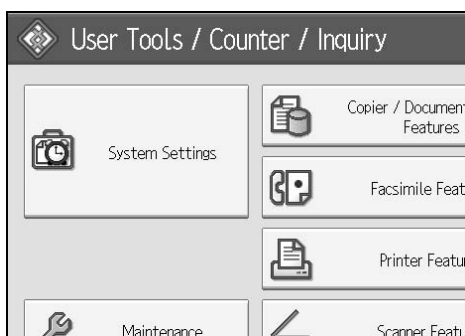 User Tools / Counter / Inquiry
System Settings
Copier / Document
Features
Facsimile Feat
Printer Featur
Maintenance
Scanner Featu